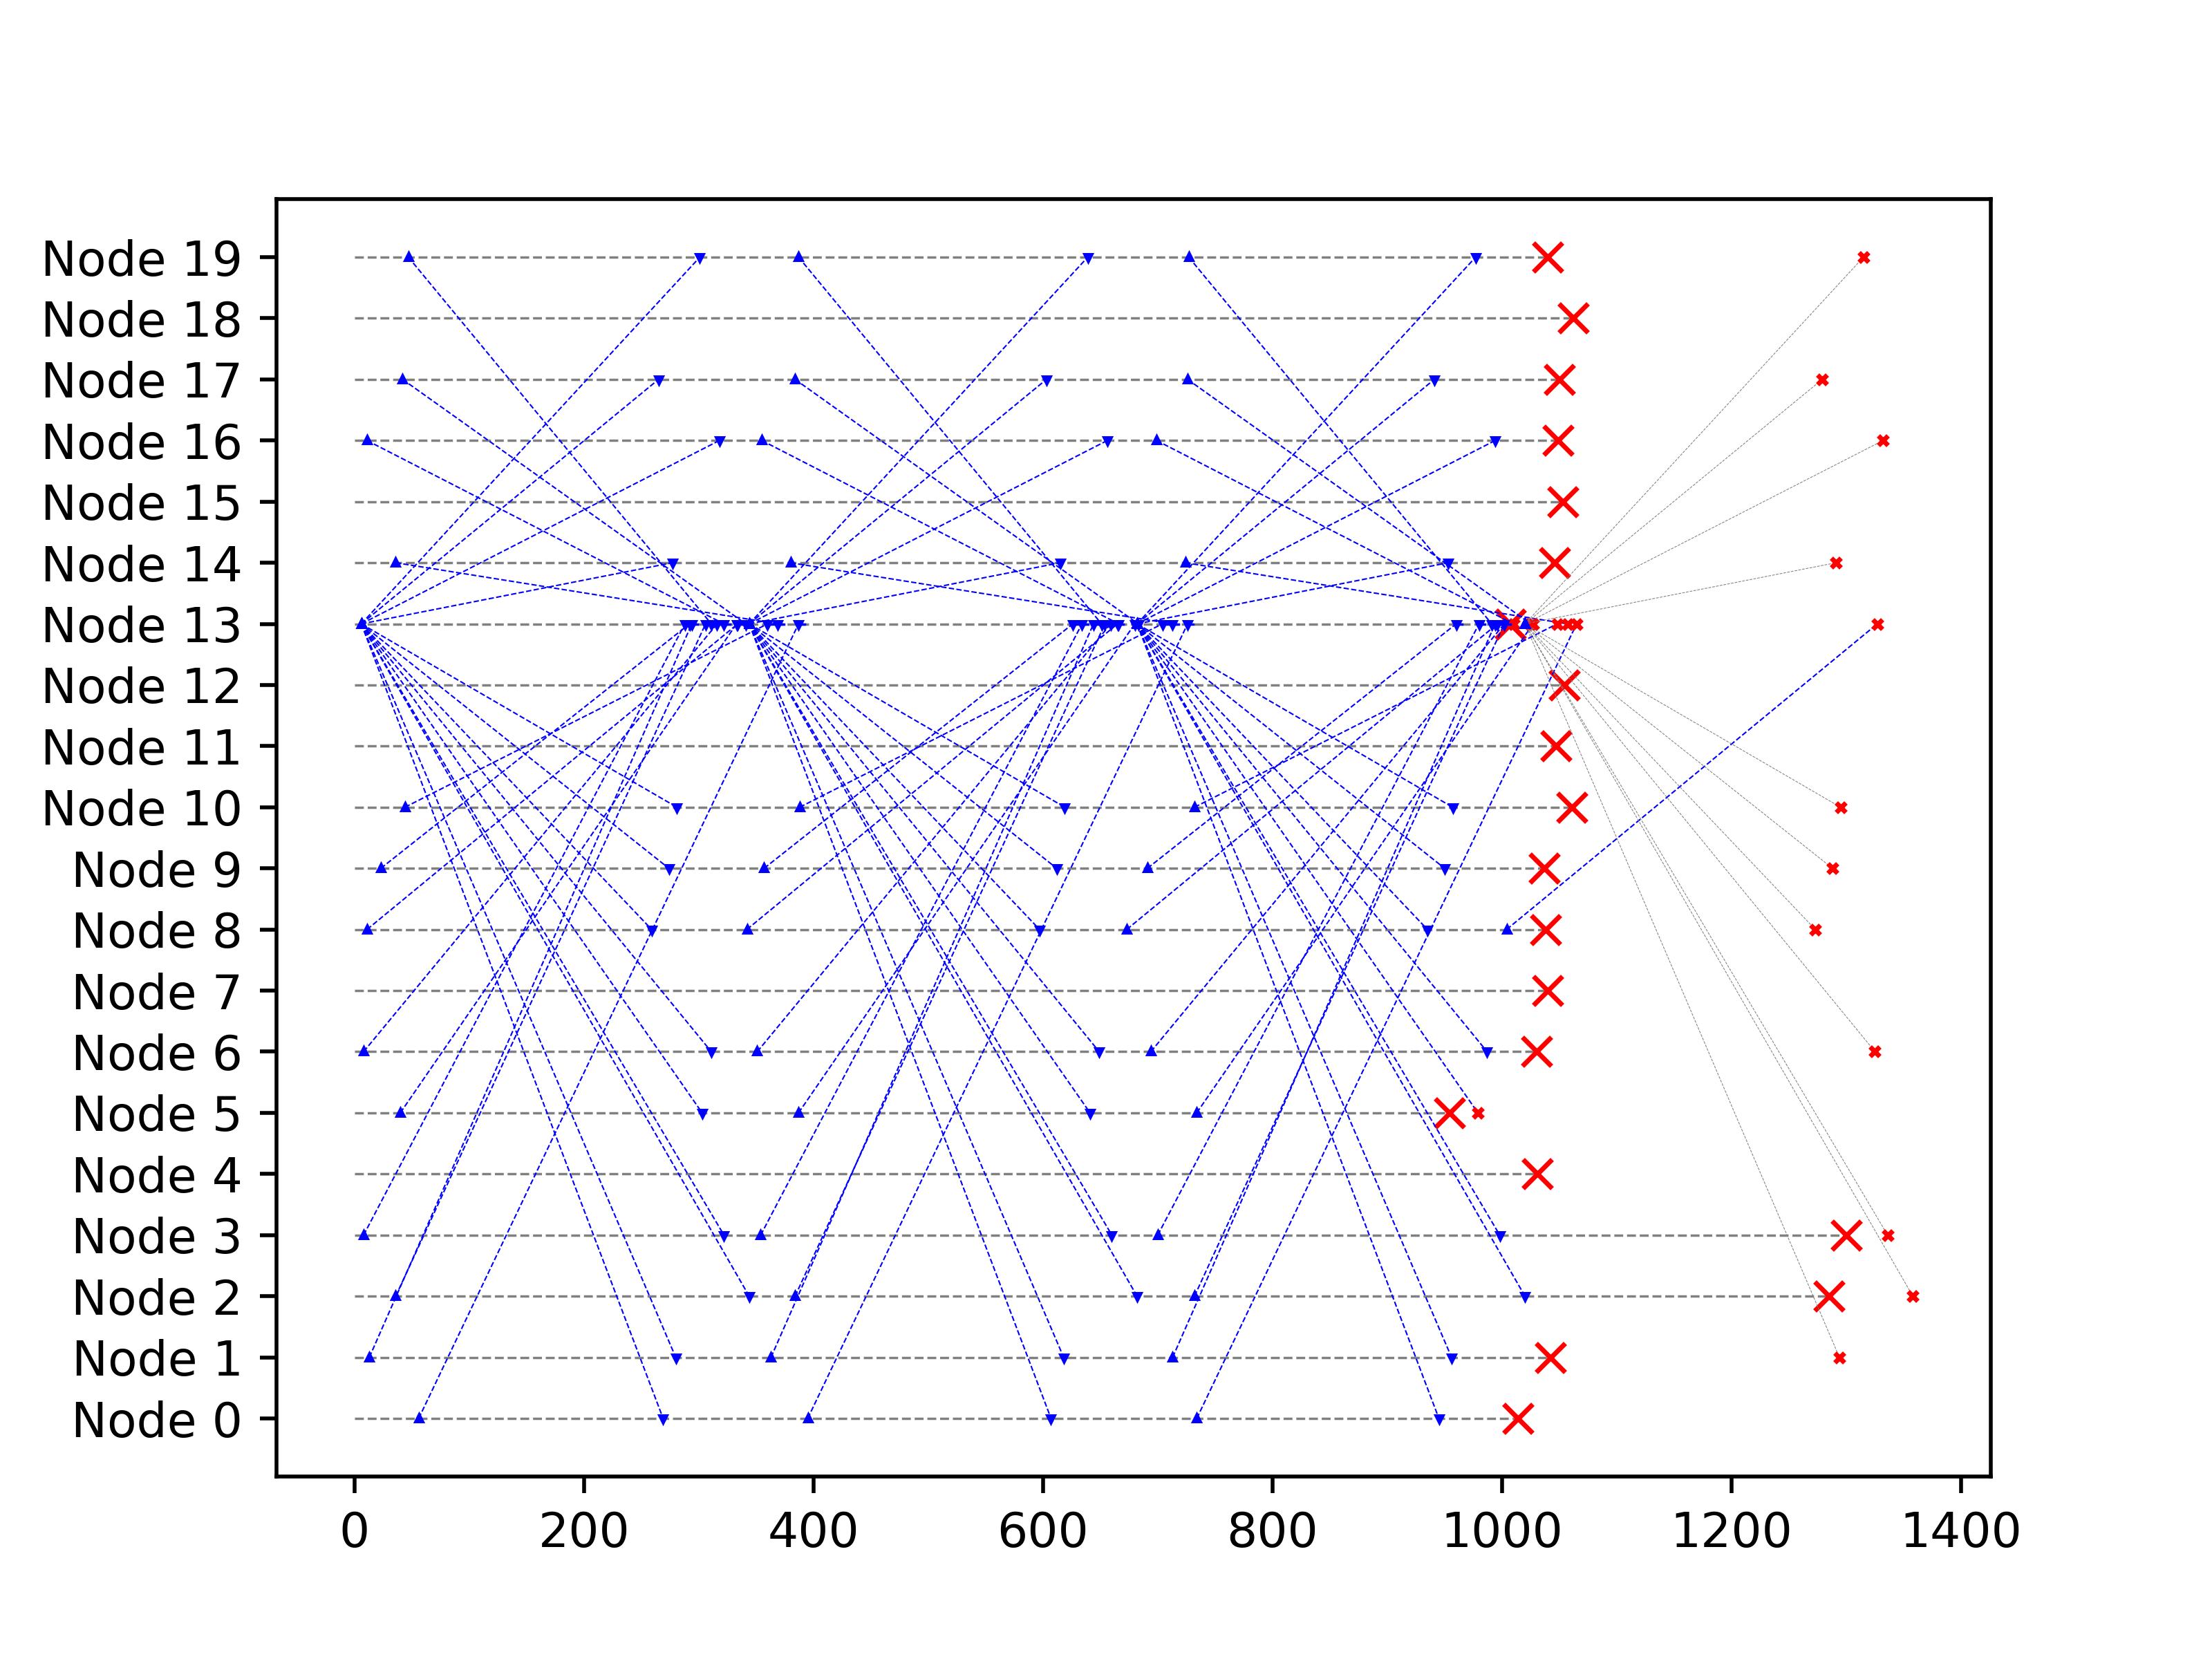 Node 19
Node 18
Node 17
Node 16
Node 15
Node 14
Node 13
Node 12
Node 11
Node 10
Node 9
Node 8
Node 7
Node 6
Node 5
Node 4
Node 3
Node 2
Node 1
Node 0
0 200 400 600 800 1000 1200 1400